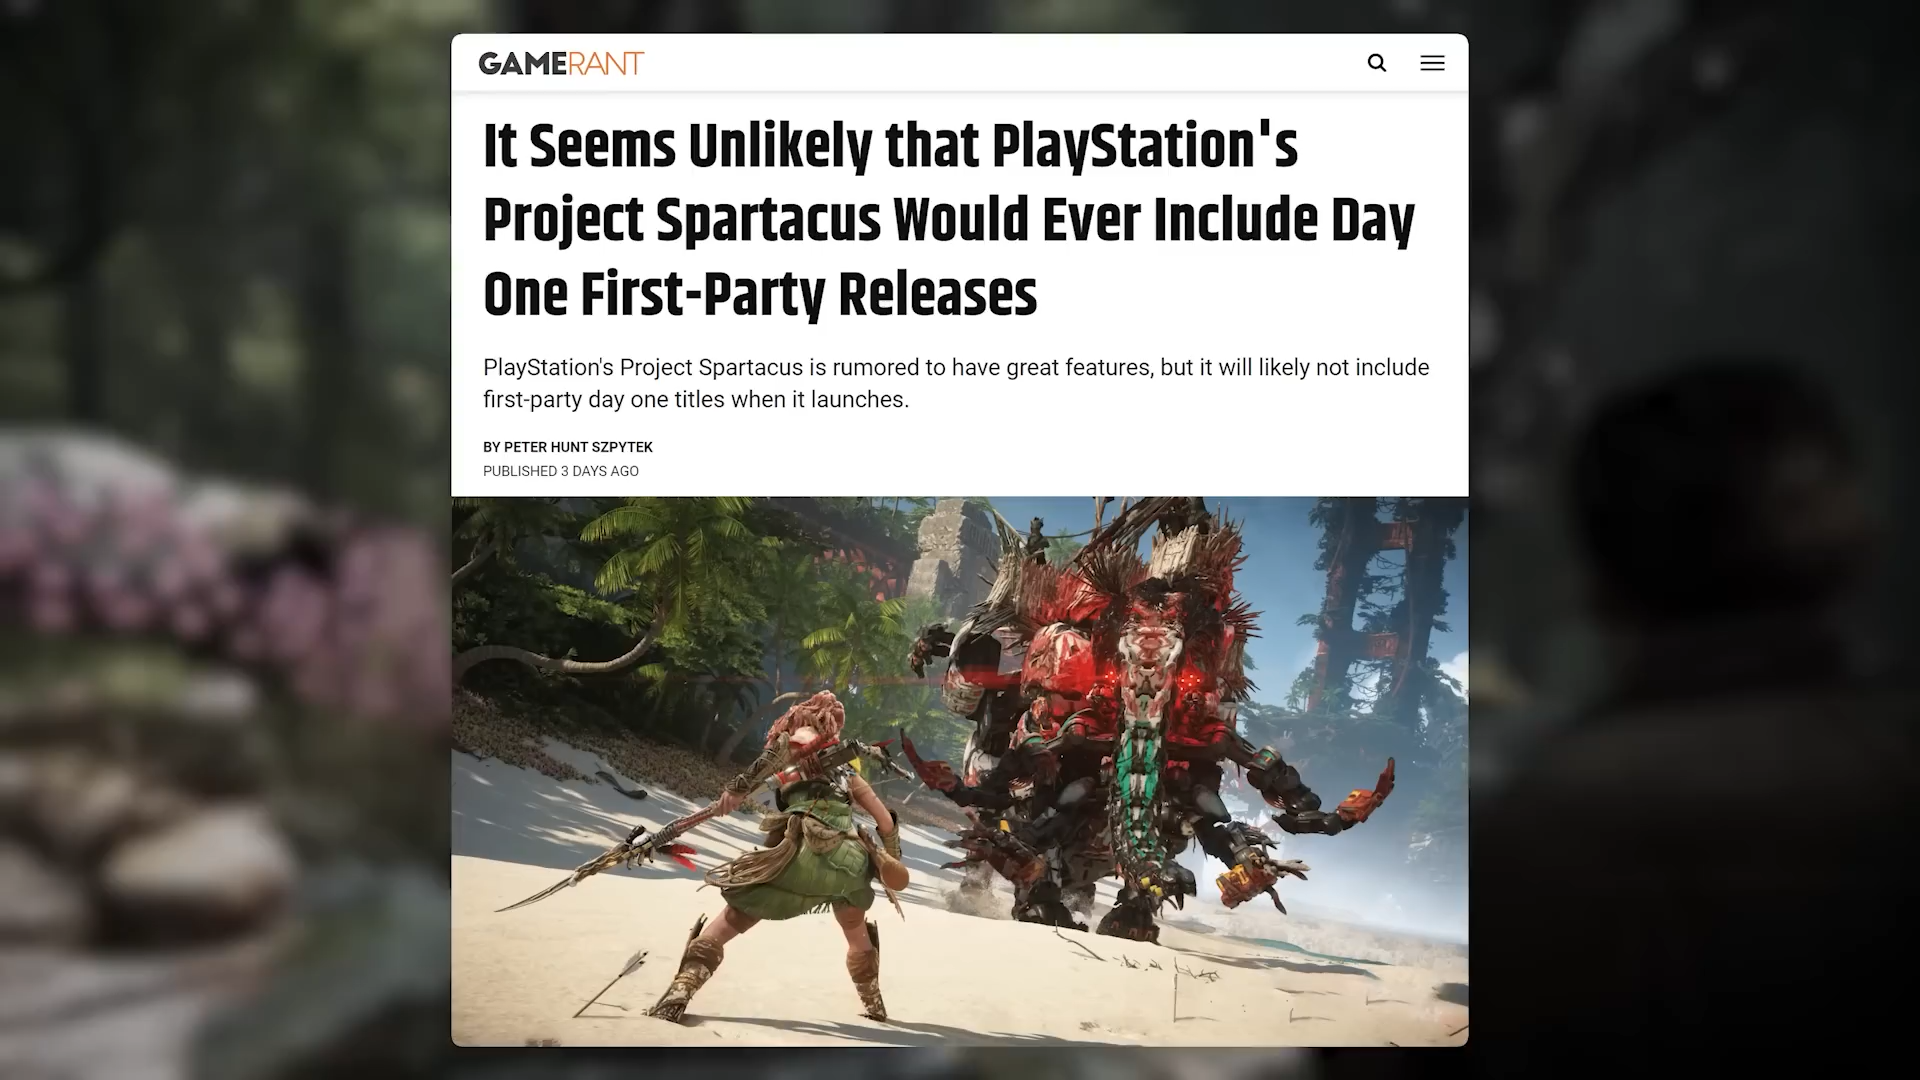 GAMERANT
It Seems Unlikely that PlayStation's
Project Spartacus Would Ever Include Day
One First-Party Releases
PlayStation's Project Spartacus is rumored to have great features, but it will likely not include
first-party day one titles when it launches.
BY PETER HUNT SZPYTEK
PUBLISHED 3 DAYS AGO